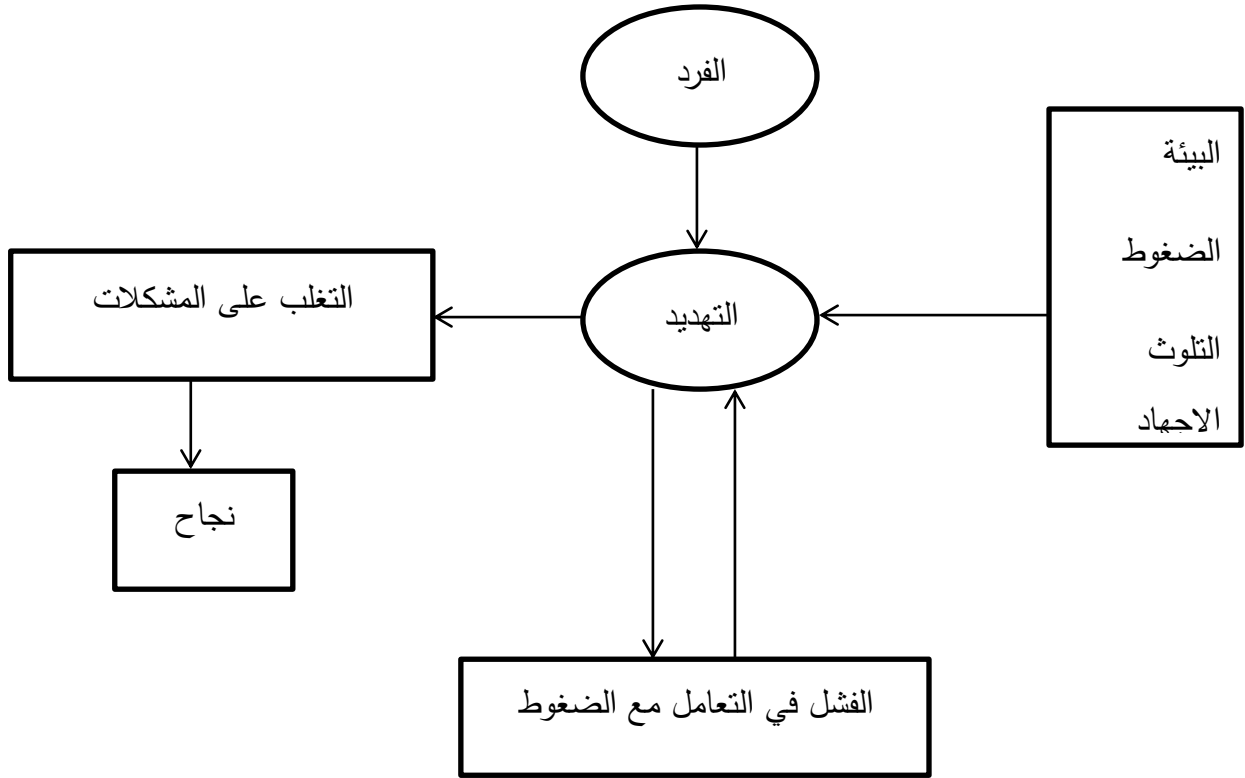 الفرد
البيئة
الضغوط
التلوث
الاجهاد
التهديد
التغلب على المشكلات
نجاح
الفشل في التعامل مع الضغوط